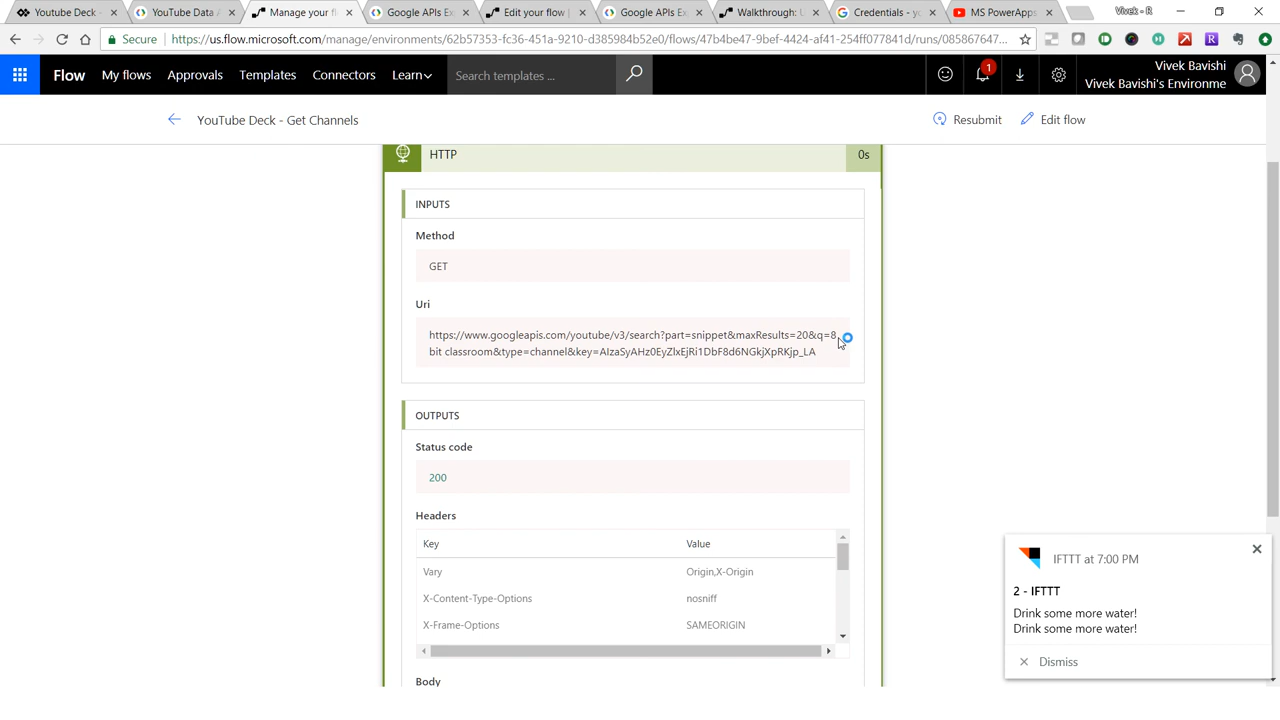 Youtube Deck -
YouTube Data A
Manage your fl
Google APIs Ex
Edit your flow |
Google APIs Ex
Walkthrough: U
Credentials - yo
MS PowerApps
Vivek - R
Secure
https://us.flow.microsoft.com/manage/environments/62b57353-fc36-451a-9210-d385984b52e0/flows/47b4be47-9bef-4424-af41-254ff077841d/runs/085867647...
Flow
My flows
Approvals
Templates
Connectors
Learn
Search templates ...
1
Vivek Bavishi
Vivek Bavishi's Environme
YouTube Deck - Get Channels
Resubmit
Edit flow
HTTP
0s
INPUTS
Method
GET
Uri
https://www.googleapis.com/youtube/v3/search?part=snippet&maxResults=20&q=8
bit classroom&type=channel&key=AIzaSyAHz0EyZlxEjRi1DbF8d6NGkjXpRKjp_LA
OUTPUTS
Status code
200
Headers
Key Value
Vary Origin,X-Origin
X-Content-Type-Options nosniff
X-Frame-Options SAMEORIGIN
Body
IFTTT at 7:00 PM
2 - IFTTT
Drink some more water!
Drink some more water!
Dismiss